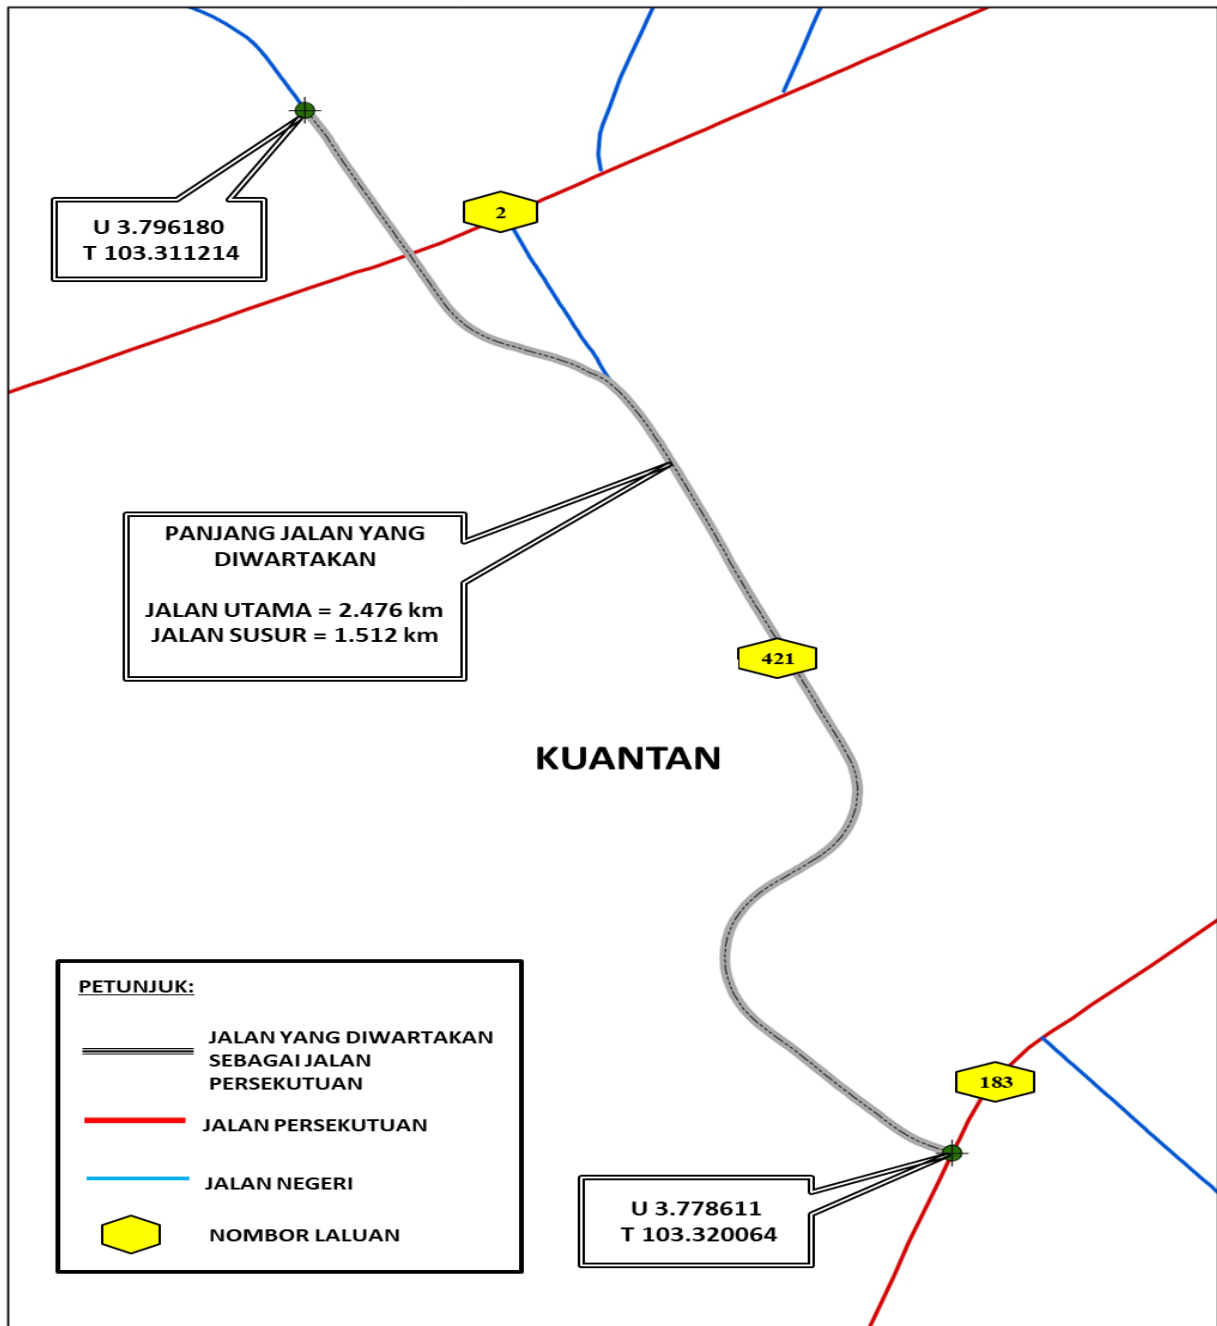 2
U 3.796180
T 103.311214
PANJANG JALAN YANG
DIWARTAKAN
JALAN UTAMA = 2.476 km
JALAN SUSUR = 1.512 km
421
KUANTAN
PETUNJUK:
JALAN YANG DIWARTAKAN
SEBAGAI JALAN
PERSEKUTUAN
JALAN PERSEKUTUAN
JALAN NEGERI
NOMBOR LALUAN
183
U 3.778611
T 103.320064